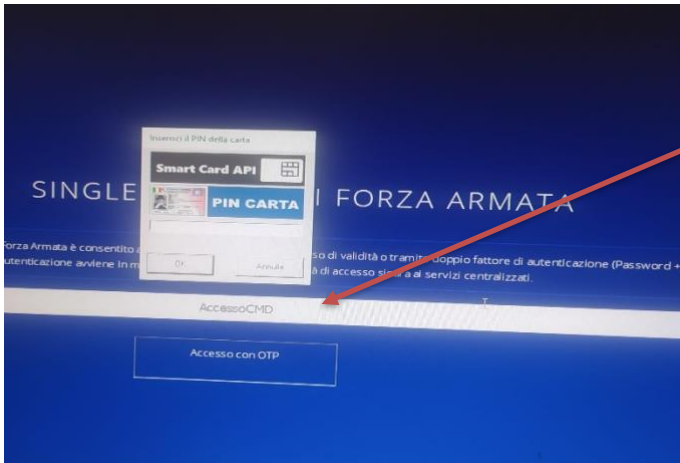 Inserisci il PIN della carta
Smart Card API
PIN CARTA
SINGLE I FORZA ARMATA
Forza Armata è consentito a so di validità o tramite doppio fattore di autenticazione (Password +
utenticazione avviene in m à di accesso sia a ai servizi centralizzati.
OK Annulla
AccessoCMD
Accesso con OTP